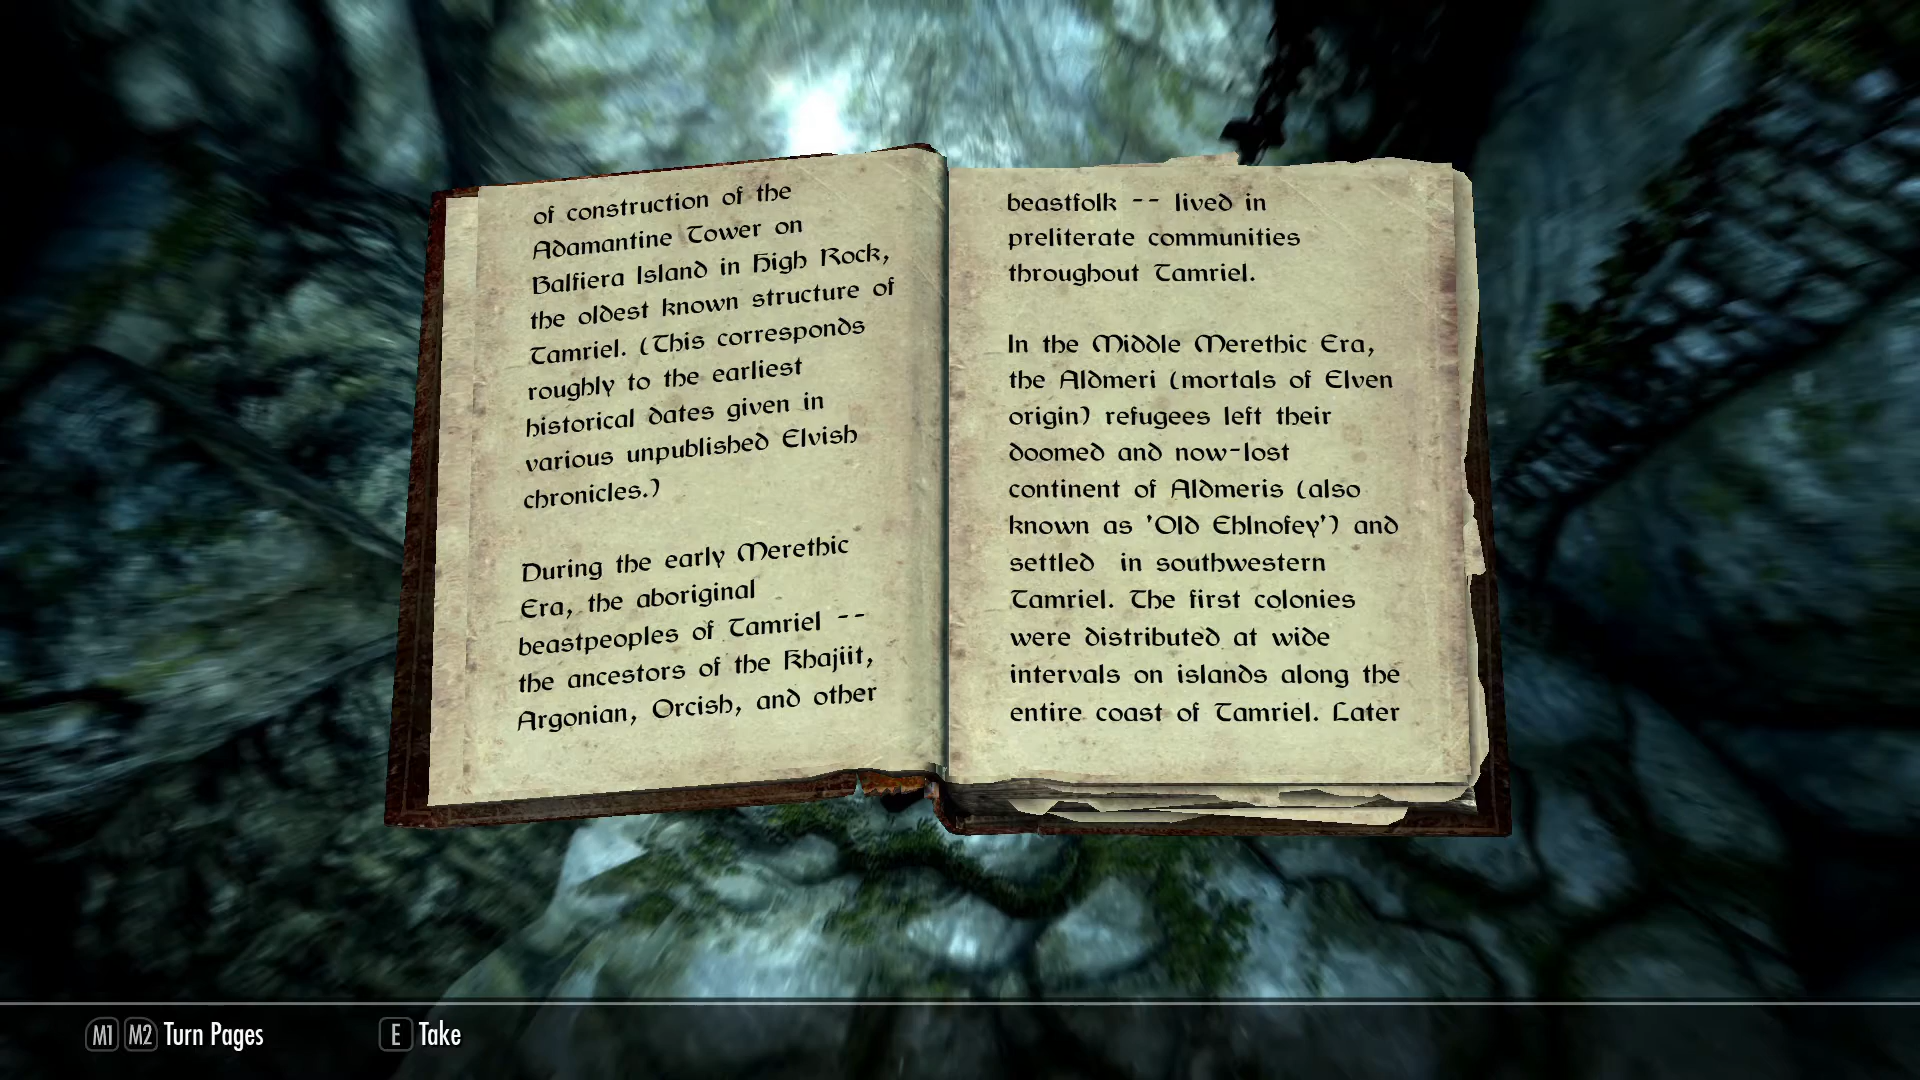 of construction of the
Adamantine Tower on
Balfiera Island in High Rock,
the oldest known structure of
Tamriel. (This corresponds
roughly to the earliest
historical dates given in
various unpublished Elvish
chronicles.)
During the early Merethic
Era, the aboriginal
beastpeoples of Tamriel --
the ancestors of the Khajiit,
Argonian, Orcish, and other
beastfolk -- lived in
preliterate communities
throughout Tamriel.
In the Middle Merethic Era,
the Aldmeri (mortals of Elven
origin) refugees left their
doomed and now-lost
continent of Aldmeris (also
known as 'Old Ehlnofey') and
settled  in southwestern
Tamriel. The first colonies
were distributed at wide
intervals on islands along the
entire coast of Tamriel. Later
M1 M2 Turn Pages
E Take